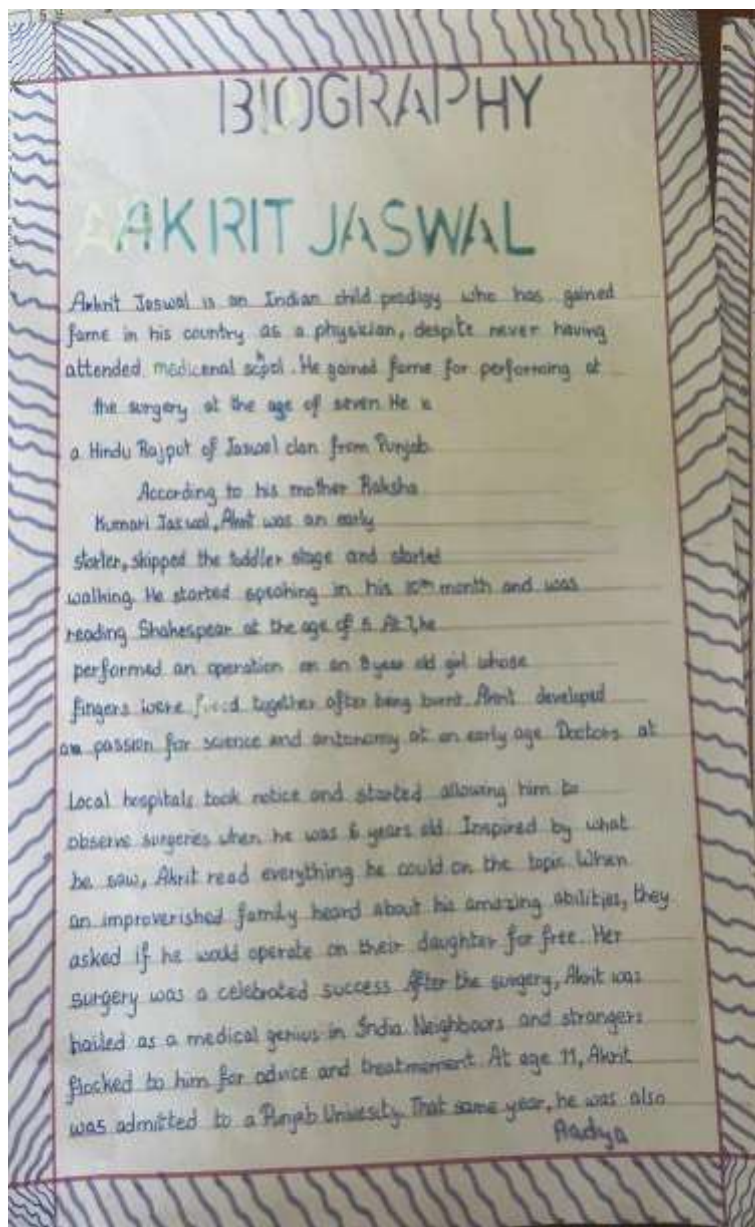 BIOGRAPHY
AKRIT JASWAL
Akrit Jaswal is an Indian child prodigy who has gained
fame in his country as a physician, despite never having
attended medicenal school. He gained fame for performing at
the surgery at the age of seven. He is
a Hindu Rajput of Jaswal clan from Punjab.
According to his mother Raksha
Kumari Jaswal, Akrit was an early
starter, skipped the toddler stage and started
walking. He started speaking in his 10th month and was
reading Shakespear at the age of 5. At 7, he
performed an operation on an 8 year old girl whose
fingers were fused together after being burnt. Akrit developed
a passion for science and antonamy at an early age. Doctors at
Local hospitals took notice and started allowing him to
observe surgeries when he was 6 years old. Inspired by what
he saw, Akrit read everything he could on the topic. When
an improverished family heard about his amazing abilities, they
asked if he would operate on their daughter for free. Her
surgery was a celebrated success. After the surgery, Akrit was
hailed as a medical genius in India. Neighbours and strangers
flocked to him for advice and treatmement. At age 11, Akrit
was admitted to a Punjab Univesity. That same year, he was also
Aadya